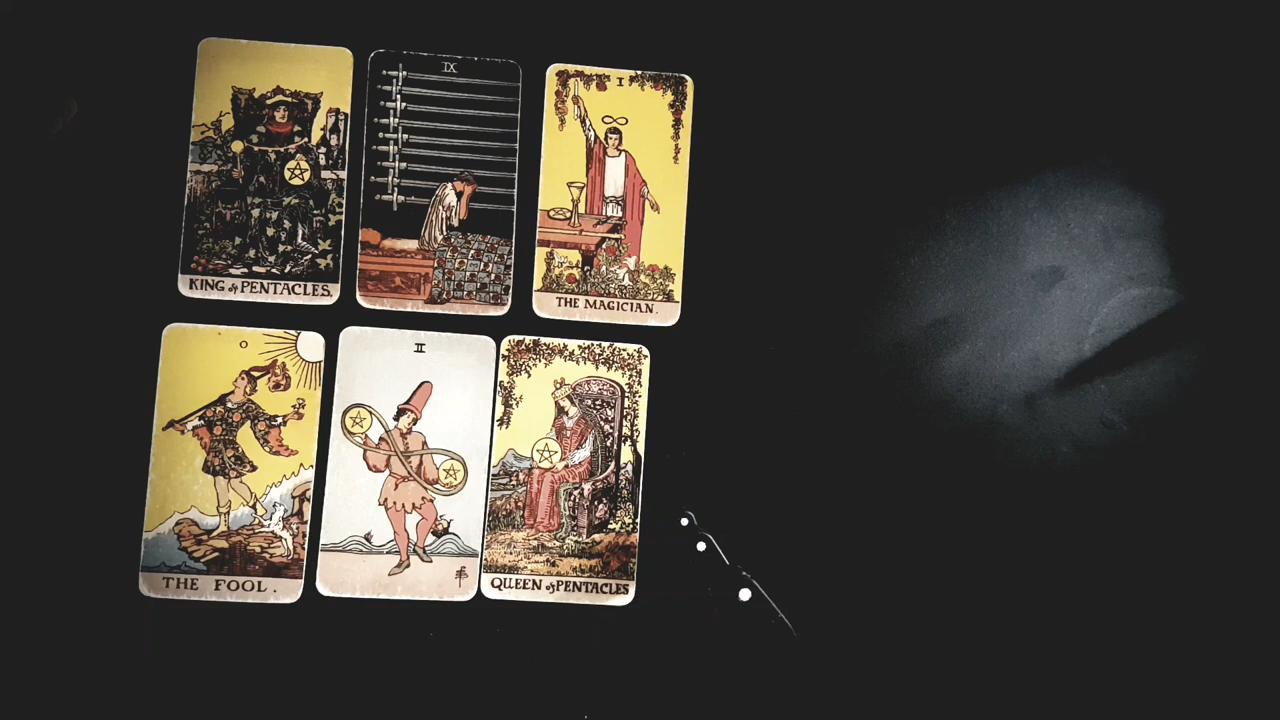 KING of PENTACLES.
IX
I
THE MAGICIAN.
0
THE FOOL.
II
QUEEN of PENTACLES